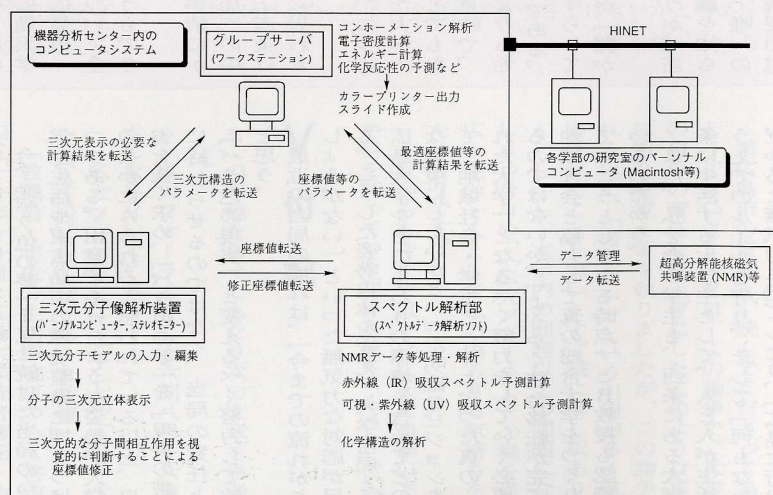 機器分析センター内の
コンピュータシステム
グループサーバ
(ワークステーション)
コンホーメーション解析
電子密度計算
エネルギー計算
化学反応性の予測など
カラープリンター出力
スライド作成
HINET
各学部の研究室のパーソナル
コンピュータ (Macintosh等)
三次元表示の必要な
計算結果を転送
三次元構造の
パラメータを転送
座標値等の
パラメータを転送
最適座標値等の
計算結果を転送
座標値転送
修正座標値転送
データ管理
データ転送
超高分解能核磁気
共鳴装置 (NMR)等
三次元分子像解析装置
(パーソナルコンピューター, ステレオモニター)
スペクトル解析部
(スペクトルデータ解析ソフト)
三次元分子モデルの入力・編集
分子の三次元立体表示
三次元的な分子間相互作用を視
覚的に判断することによる
座標値修正
NMRデータ等処理・解析
赤外線（IR）吸収スペクトル予測計算
可視・紫外線（UV）吸収スペクトル予測計算
化学構造の解析